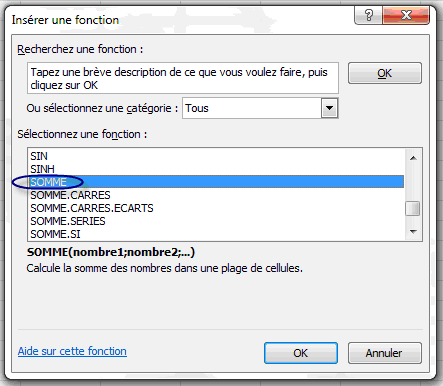 Insérer une fonction
Recherchez une fonction :
Tapez une brève description de ce que vous voulez faire, puis
cliquez sur OK
OK
Ou sélectionnez une catégorie : Tous
Sélectionnez une fonction :
SIN
SINH
SOMME
SOMME.CARRES
SOMME.CARRES.ECARTS
SOMME.SERIES
SOMME.SI
SOMME(nombre1;nombre2;...)
Calcule la somme des nombres dans une plage de cellules.
Aide sur cette fonction
OK
Annuler